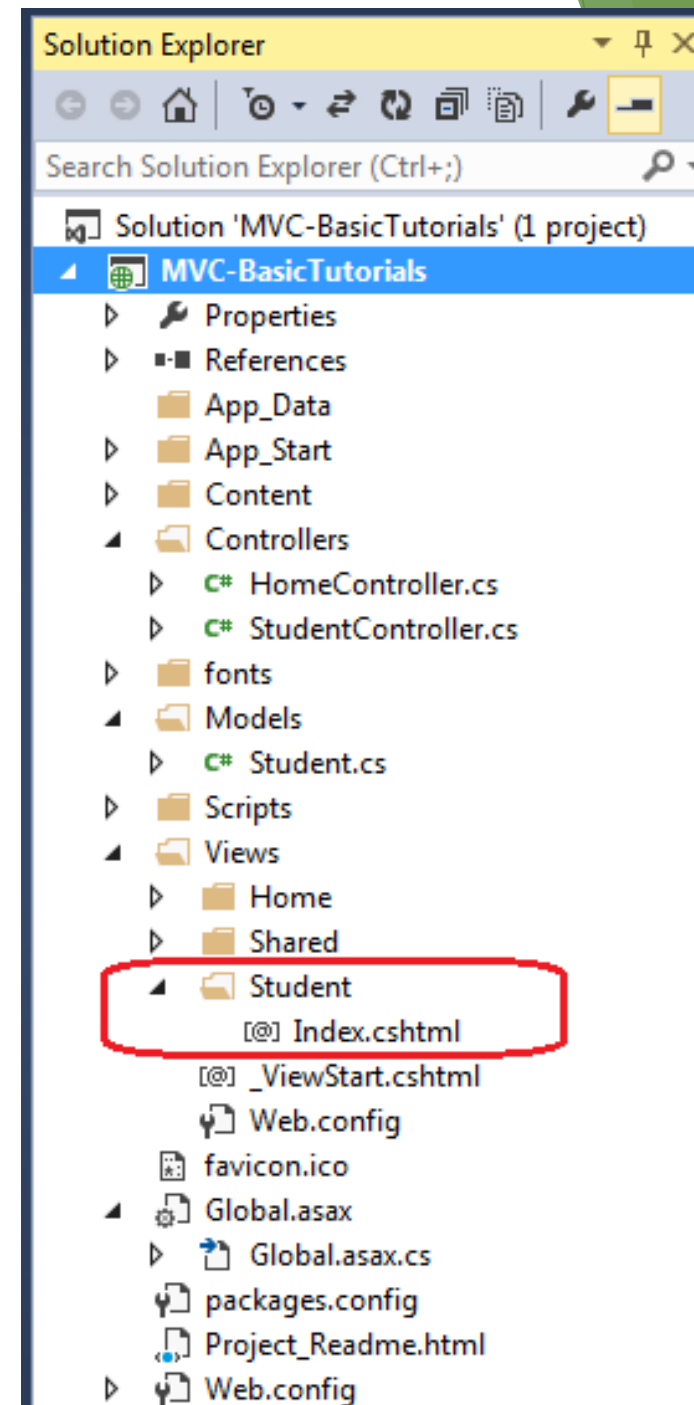 Solution Explorer
Search Solution Explorer (Ctrl+;)
Solution 'MVC-BasicTutorials' (1 project)
MVC-BasicTutorials
Properties
References
App_Data
App_Start
Content
Controllers
C# HomeController.cs
C# StudentController.cs
fonts
Models
C# Student.cs
Scripts
Views
Home
Shared
Student
[@] Index.cshtml
[@] _ViewStart.cshtml
Web.config
favicon.ico
Global.asax
Global.asax.cs
packages.config
Project_Readme.html
Web.config